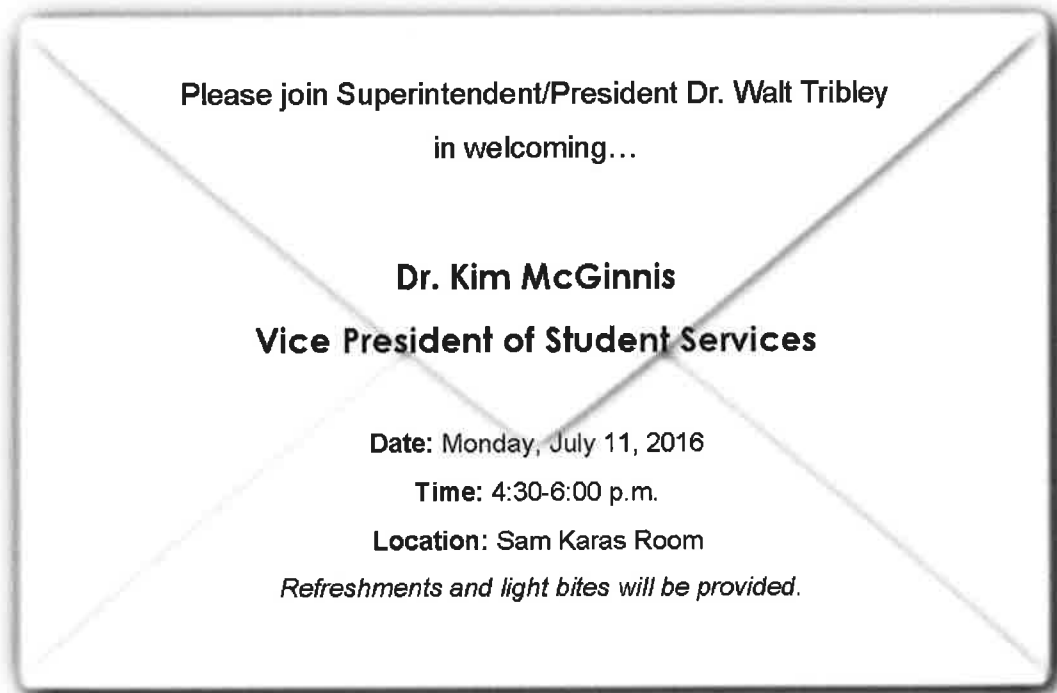 Please join Superintendent/President Dr. Walt Tribley
in welcoming…
Dr. Kim McGinnis
Vice President of Student Services
Date: Monday, July 11, 2016
Time: 4:30-6:00 p.m.
Location: Sam Karas Room
Refreshments and light bites will be provided.